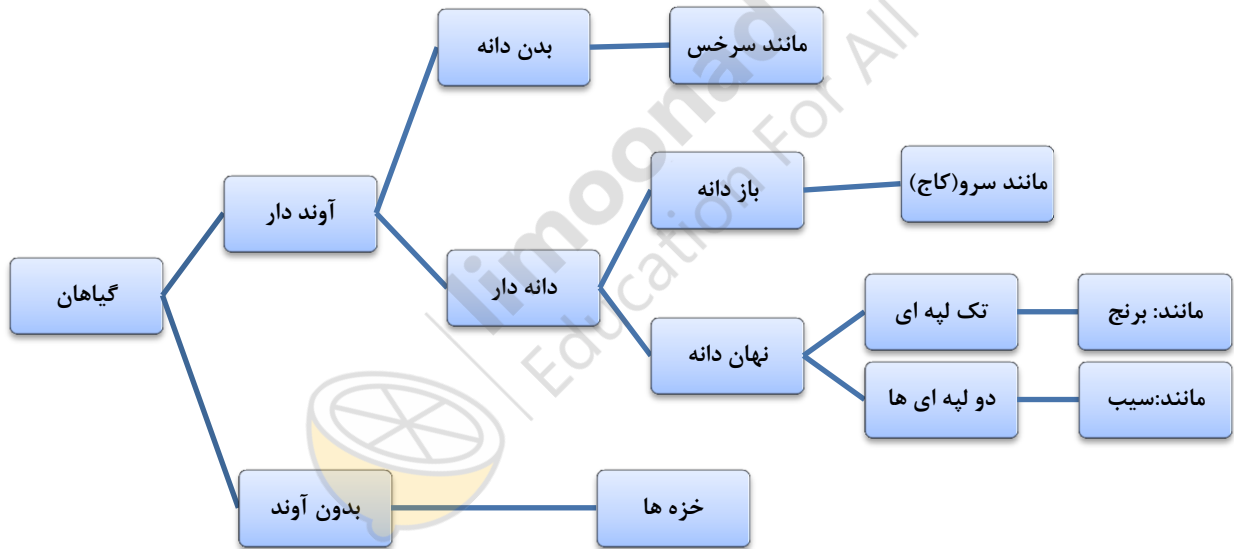 گیاهان
آوند دار
بدن دانه
مانند سرخس
دانه دار
باز دانه
مانند سرو(کاج)
نهان دانه
تک لپه ای
مانند: برنج
دو لپه ای ها
مانند:سیب
بدون آوند
خزه ها
limoonad
Education For All